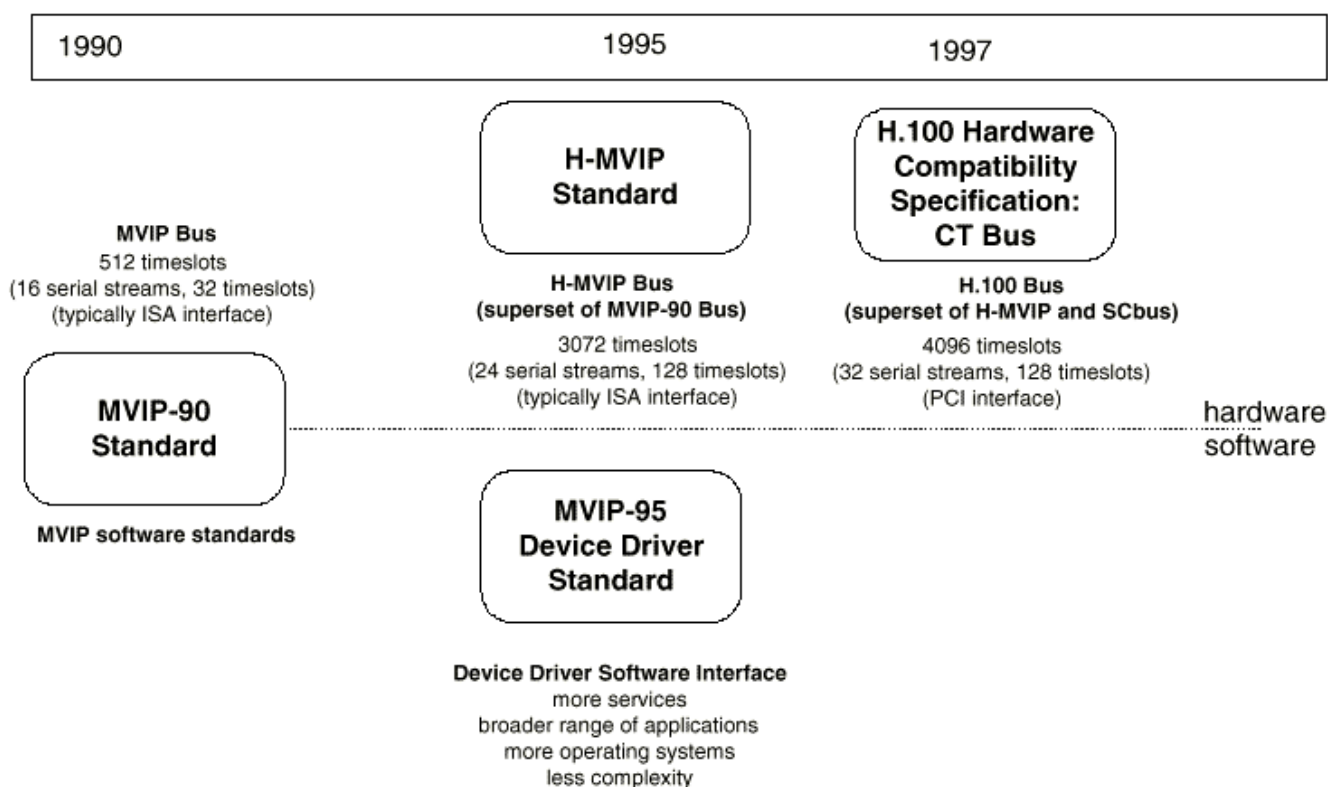 1990
1995
1997
MVIP Bus
512 timeslots
(16 serial streams, 32 timeslots)
(typically ISA interface)
MVIP-90
Standard
MVIP software standards
H-MVIP
Standard
H-MVIP Bus
(superset of MVIP-90 Bus)
3072 timeslots
(24 serial streams, 128 timeslots)
(typically ISA interface)
H.100 Hardware
Compatibility
Specification:
CT Bus
H.100 Bus
(superset of H-MVIP and SCbus)
4096 timeslots
(32 serial streams, 128 timeslots)
(PCI interface)
hardware
software
MVIP-95
Device Driver
Standard
Device Driver Software Interface
more services
broader range of applications
more operating systems
less complexity